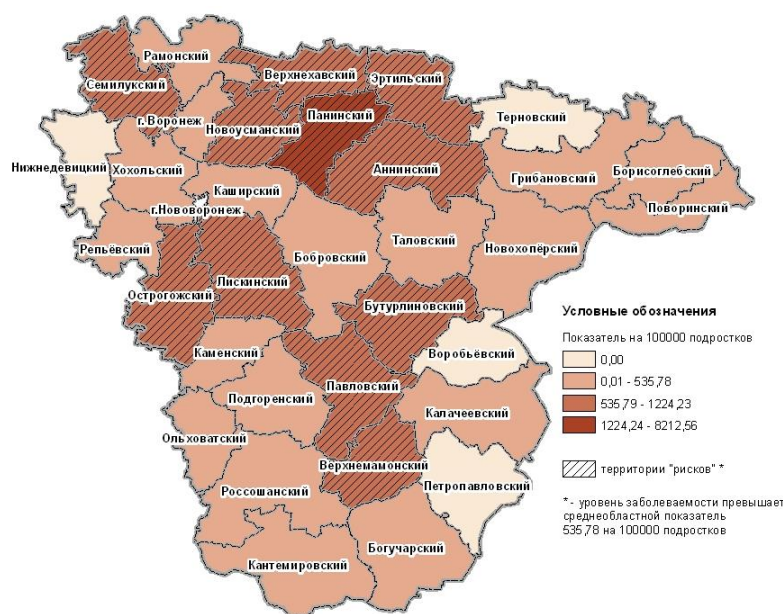 Рамонский
Верхнехавский
Эртильский
Семилукский
Панинский
Терновский
г. Воронеж
Новоусманский
Нижнедевицкий
Хохольский
Аннинский
Грибановский
Борисоглебский
Каширский
Поворинский
г.Нововоронеж
Репьёвский
Бобровский
Таловский
Новохопёрский
Лискинский
Острогожский
Бутурлиновский
Условные обозначения
Показатель на 100000 подростков
0,00
0,01 - 535,78
535,79 - 1224,23
1224,24 - 8212,56
Каменский
Воробьёвский
Павловский
Подгоренский
Калачеевский
Ольховатский
Верхнемамонский
территории "рисков" *
Россошанский
Петропавловский
* - уровень заболеваемости превышает
среднеобластной показатель
535,78 на 100000 подростков
Богучарский
Кантемировский